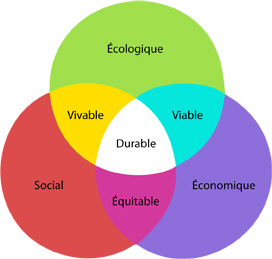 Écologique
Vivable
Viable
Durable
Social
Économique
Équitable